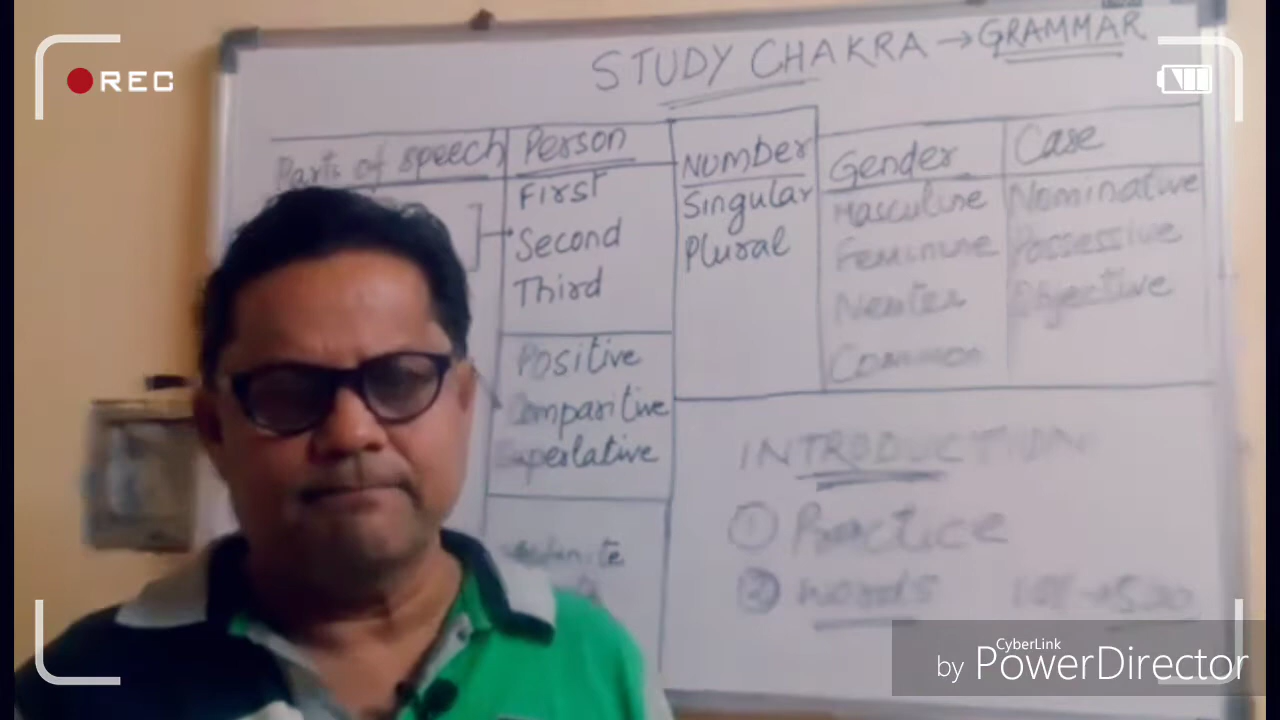 REC
STUDY CHAKRA → GRAMMAR
Parts of speech
Person
First
Second
Third
Positive
Comparitive
Superlative
Number
Singular
Plural
Gender
Masculine
Feminine
Neuter
Common
Case
Nominative
Possessive
Objective
INTRODUCTION
① Practice
② Words
CyberLink
by PowerDirector